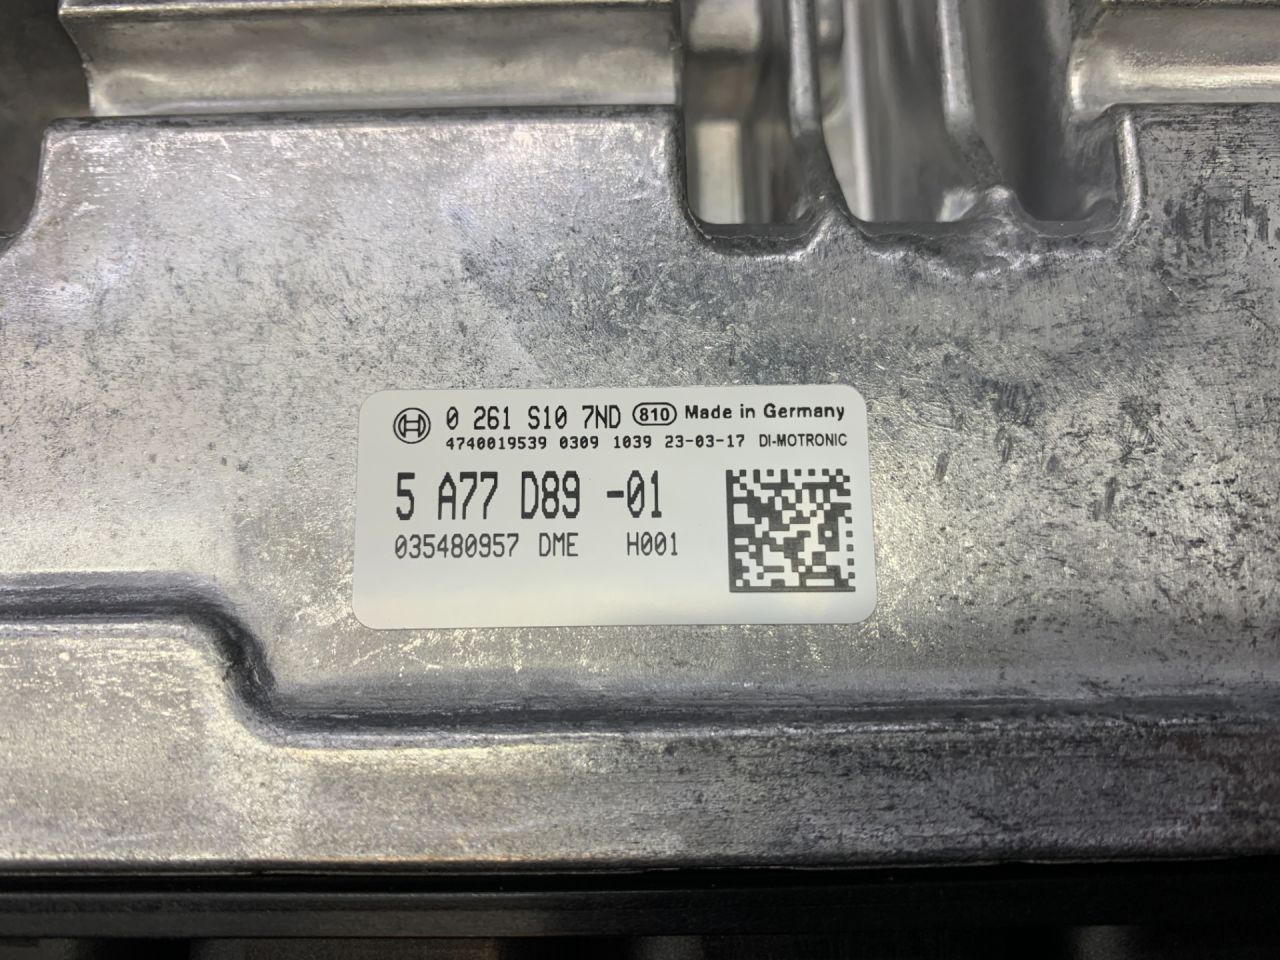 0 261 S10 7ND 810 Made in Germany
4740019539 0309 1039 23-03-17 DI-MOTRONIC
5 A77 D89 -01
035480957 DME H001